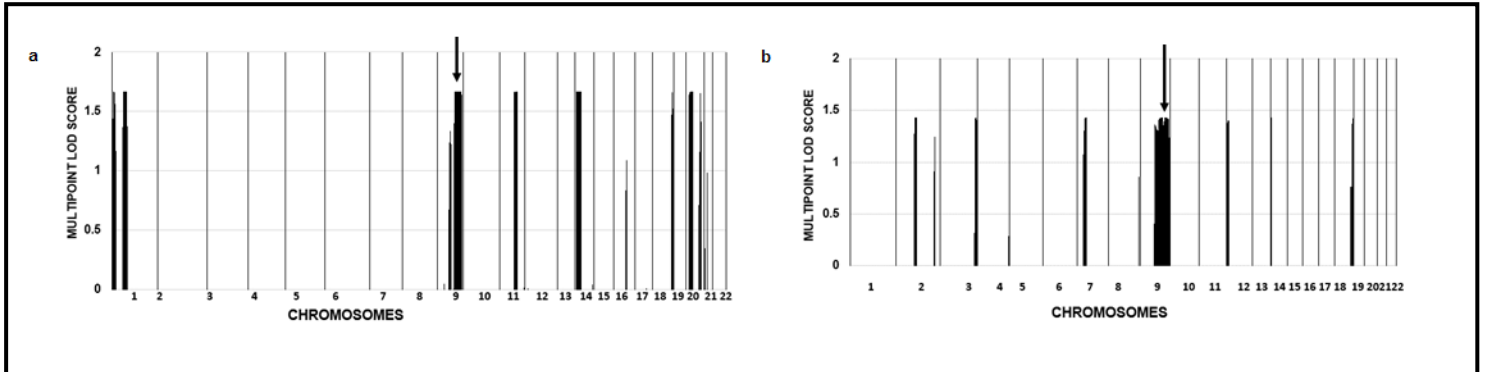 a
MULTIPOINT LOD SCORE
2
1.5
1
0.5
0
1 2 3 4 5 6 7 8 9 10 11 12 13 14 15 16 17 18 19 20 21 22
CHROMOSOMES
b
MULTIPOINT LOD SCORE
2
1.5
1
0.5
0
1 2 3 4 5 6 7 8 9 10 11 12 13 14 15 16 17 18 19 202122
CHROMOSOMES